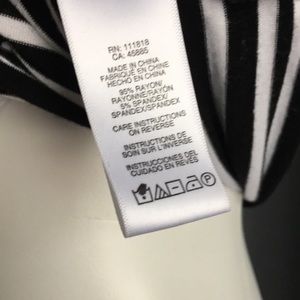 RN: 111818
CA: 45885
MADE IN CHINA
FABRIQUÉ EN CHINE
HECHO EN CHINA
95% RAYON/
RAYONNE/RAYÓN
5% SPANDEX/
SPANDEX/SPANDEX
CARE INSTRUCTIONS
ON REVERSE
INSTRUCTIONS DE
SOIN SUR L'INVERSE
INSTRUCCIONES DEL
CUIDADO EN REVÉS
P